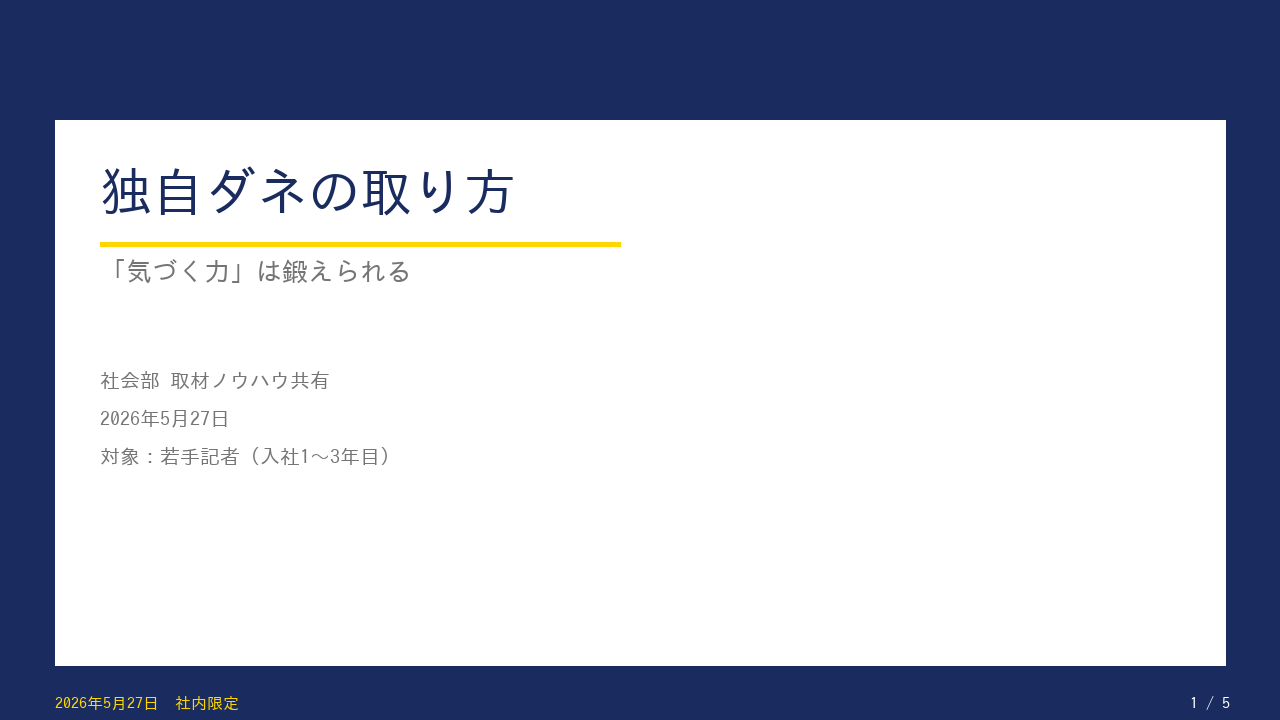 独自ダネの取り方
「気づく力」は鍛えられる
社会部 取材ノウハウ共有
2026年5月27日
対象：若手記者（入社1〜3年目）
2026年5月27日　社内限定
1 / 5